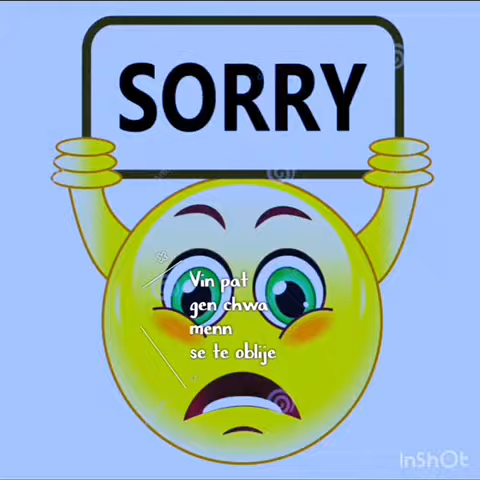 SORRY
Vin pat
gen chwa
menn
se te oblije
InShOt